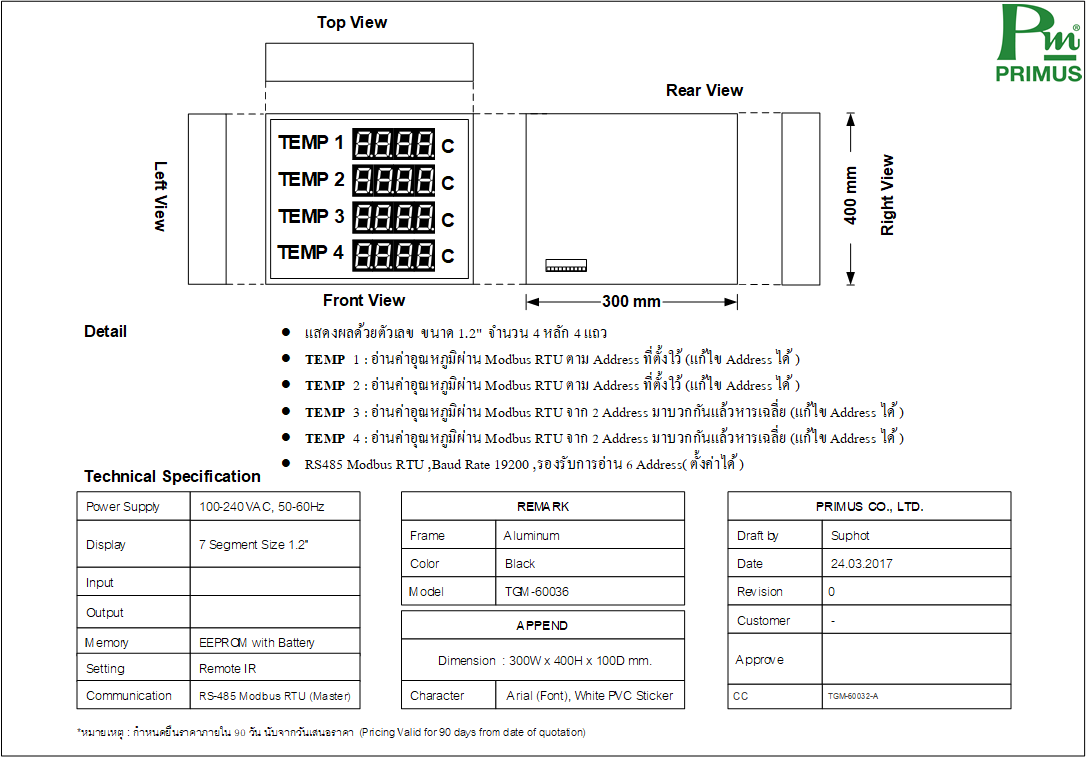 Top View
Pm®
PRIMUS
Rear View
Left View
TEMP 1 8888 C
TEMP 2 8888 C
TEMP 3 8888 C
TEMP 4 8888 C
400 mm
Right View
Front View
300 mm
Detail
● แสดงผลด้วยตัวเลข ขนาด 1.2" จำนวน 4 หลัก 4 แถว
● TEMP 1 : อ่านค่าอุณหภูมิผ่าน Modbus RTU ตาม Address ที่ตั้งไว้ (แก้ไข Address ได้ )
● TEMP 2 : อ่านค่าอุณหภูมิผ่าน Modbus RTU ตาม Address ที่ตั้งไว้ (แก้ไข Address ได้ )
● TEMP 3 : อ่านค่าอุณหภูมิผ่าน Modbus RTU จาก 2 Address มาบวกกันแล้วหารเฉลี่ย (แก้ไข Address ได้ )
● TEMP 4 : อ่านค่าอุณหภูมิผ่าน Modbus RTU จาก 2 Address มาบวกกันแล้วหารเฉลี่ย (แก้ไข Address ได้ )
● RS485 Modbus RTU ,Baud Rate 19200 ,รองรับการอ่าน 6 Address( ตั้งค่าได้ )
Technical Specification
Power Supply 100-240VAC, 50-60Hz
Display 7 Segment Size 1.2"
Input
Output
Memory EEPROM with Battery
Setting Remote IR
Communication RS-485 Modbus RTU (Master)
REMARK
Frame Aluminum
Color Black
Model TGM-60036
APPEND
Dimension : 300W x 400H x 100D mm.
Character Arial (Font), White PVC Sticker
PRIMUS CO., LTD.
Draft by Suphot
Date 24.03.2017
Revision 0
Customer -
Approve
CC TGM-60032-A
*หมายเหตุ : กำหนดยืนราคาภายใน 90 วัน นับจากวันเสนอราคา (Pricing Valid for 90 days from date of quotation)